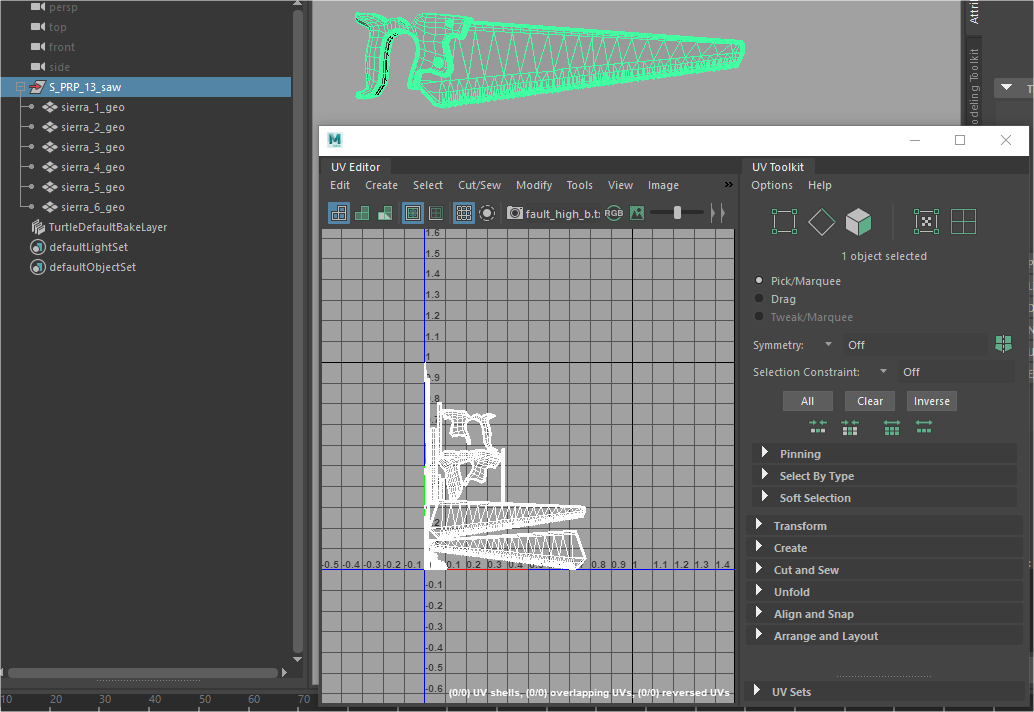 persp
top
front
side
S_PRP_13_saw
sierra_1_geo
sierra_2_geo
sierra_3_geo
sierra_4_geo
sierra_5_geo
sierra_6_geo
TurtleDefaultBakeLayer
defaultLightSet
defaultObjectSet
10 20 30 40 50 60 70
Attri
odeling Toolkit
M
UV Editor
Edit Create Select Cut/Sew Modify Tools View Image »
fault_high_b.tx RGB
1.6
1.5
1.4
1.3
1.2
1.1
1
0.9
-0.5 -0.4 -0.3 -0.2 -0.1 0.1 0.2 0.3 0.4 0.5 0.6 0.7 0.8 0.9 1 1.1 1.2 1.3 1.4
-0.1
-0.2
-0.3
-0.4
-0.5
-0.6
(0/0) UV shells, (0/0) overlapping UVs, (0/0) reversed UVs
UV Toolkit
Options Help
1 object selected
Pick/Marquee
Drag
Tweak/Marquee
Symmetry: Off
Selection Constraint: Off
All Clear Inverse
Pinning
Select By Type
Soft Selection
Transform
Create
Cut and Sew
Unfold
Align and Snap
Arrange and Layout
UV Sets